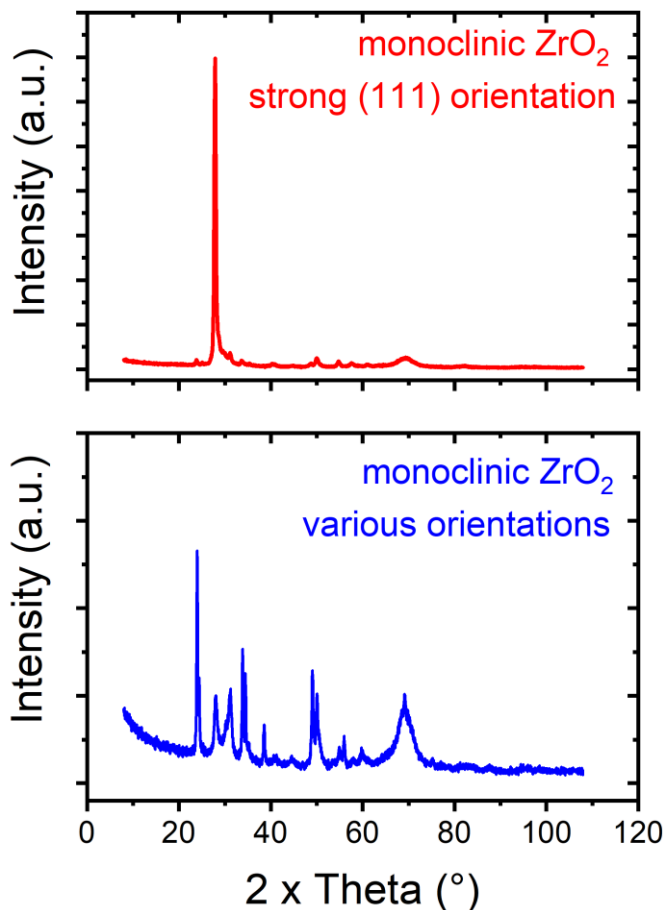 monoclinic ZrO₂
strong (111) orientation
Intensity (a.u.)
monoclinic ZrO₂
various orientations
Intensity (a.u.)
0 20 40 60 80 100 120
2 x Theta (°)